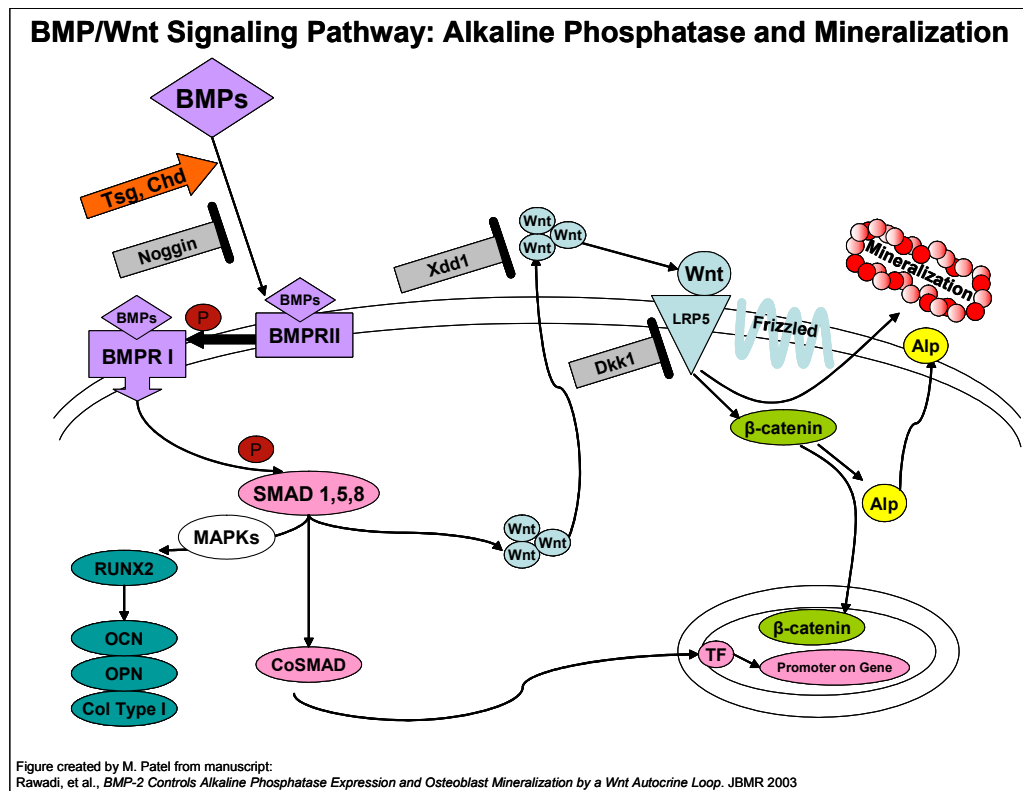 BMP/Wnt Signaling Pathway: Alkaline Phosphatase and Mineralization
BMPs
Tsg, Chd
Noggin
BMPs
BMPRII
P
BMPs
BMPR I
P
SMAD 1,5,8
MAPKs
RUNX2
OCN
OPN
Col Type I
CoSMAD
Wnt
Wnt
Wnt
Xdd1
Wnt
Wnt
Wnt
Wnt
LRP5
Frizzled
Dkk1
Mineralization
Alp
β-catenin
Alp
β-catenin
TF
Promoter on Gene
Figure created by M. Patel from manuscript:
Rawadi, et al., BMP-2 Controls Alkaline Phosphatase Expression and Osteoblast Mineralization by a Wnt Autocrine Loop. JBMR 2003